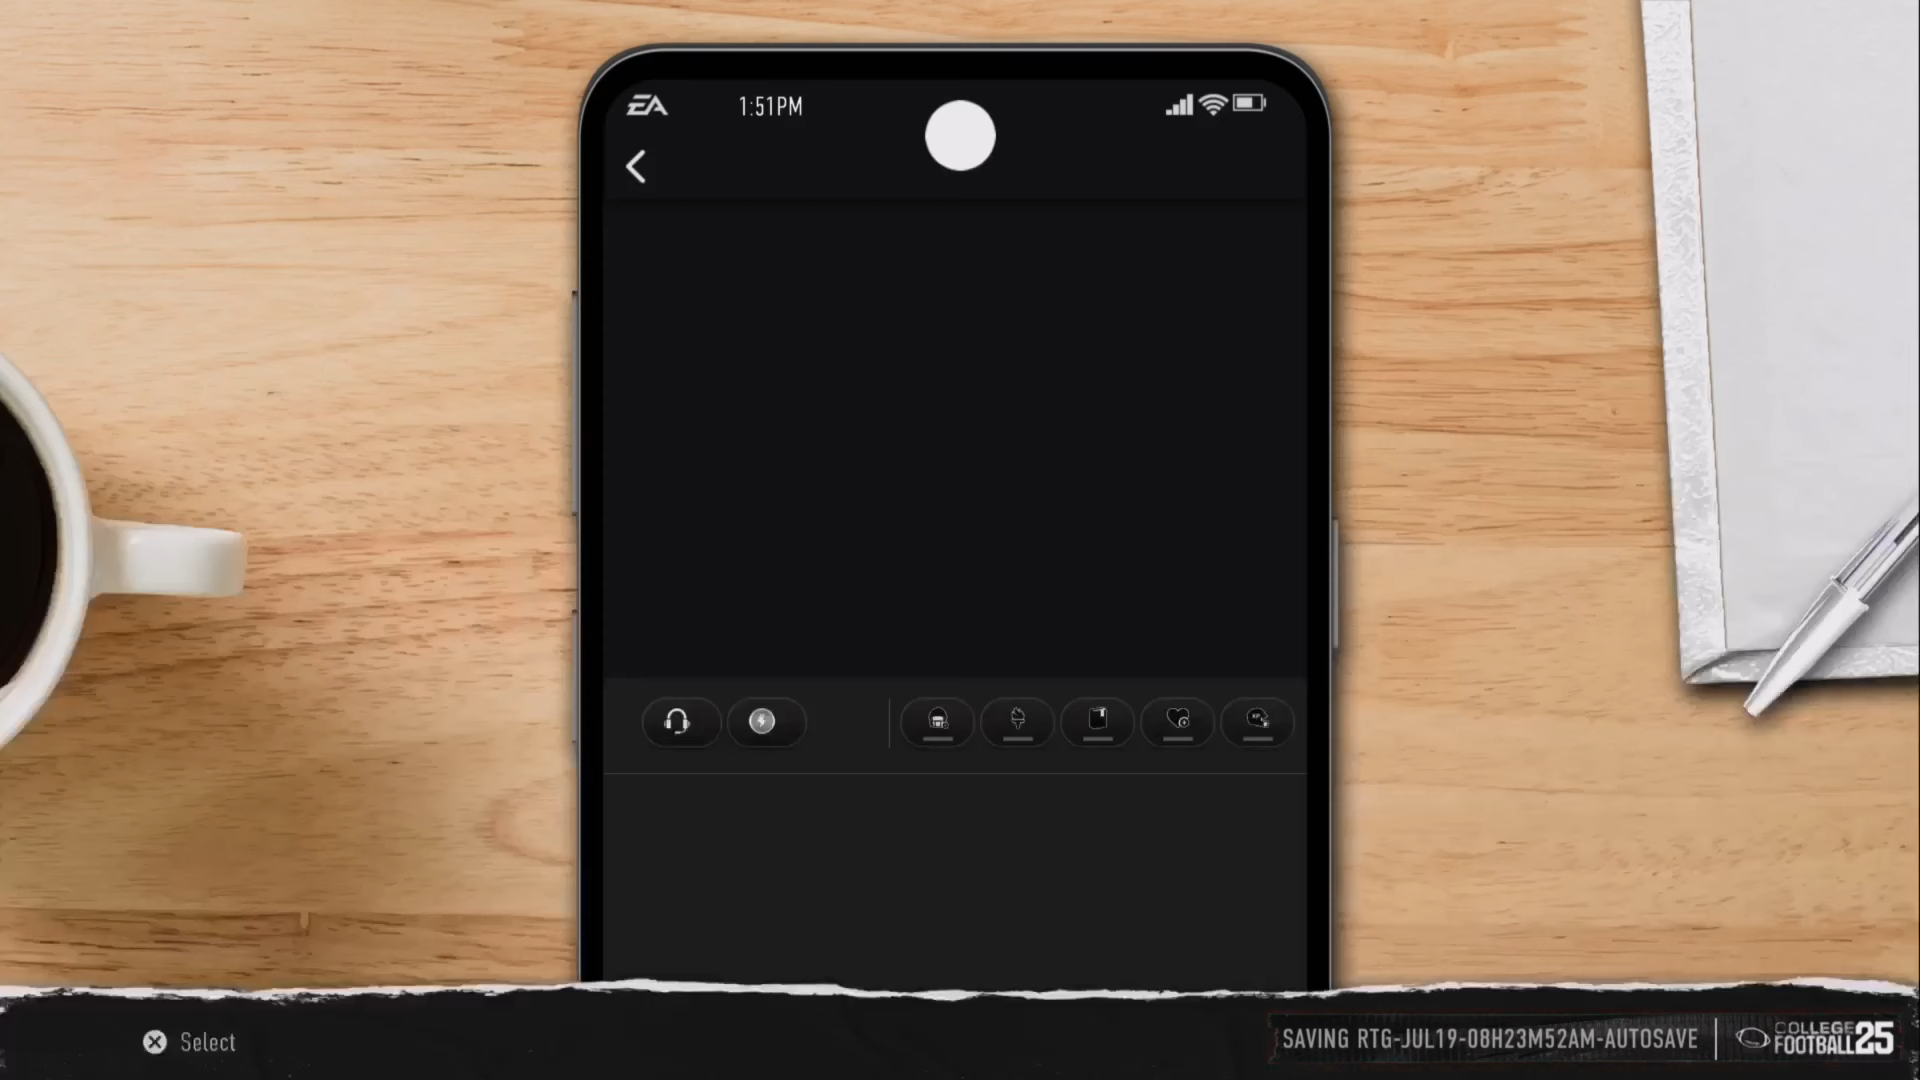 EA
1:51PM
Select
SAVING RTG-JUL19-08H23M52AM-AUTOSAVE
COLLEGE
FOOTBALL 25